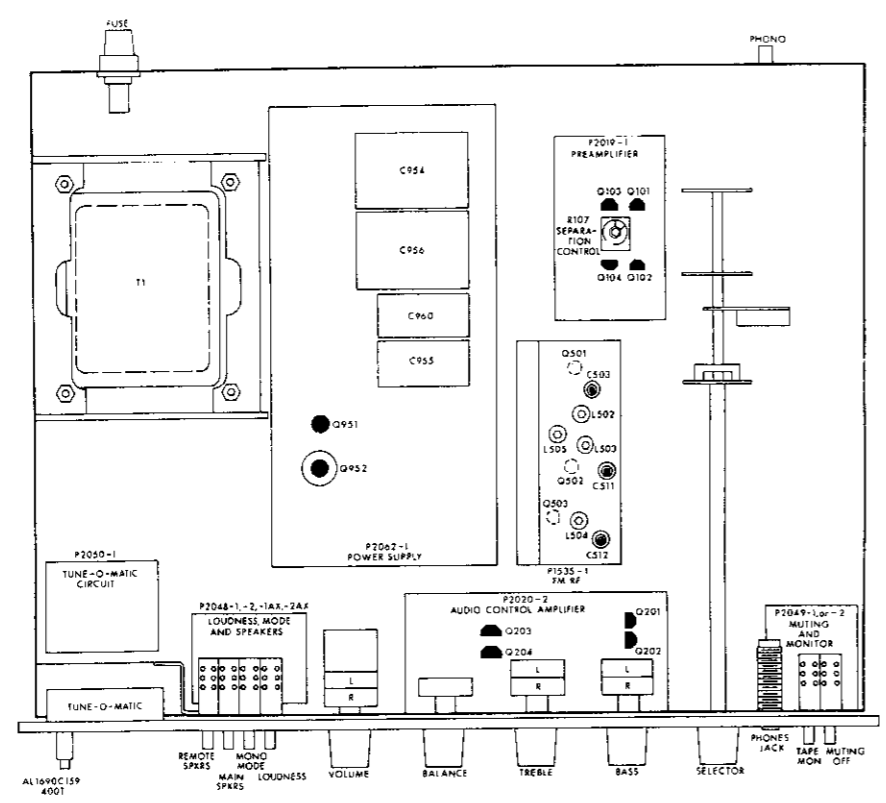 FUSE
PHONO
P2019-1
PREAMPLIFIER
C954
Q103
Q101
R107
SEPARA-
TION
CONTROL
C956
Q104
Q102
T1
C960
C955
Q501
C503
L502
Q951
L505
L503
Q952
Q502
C511
Q503
L504
C512
P2062-1
POWER SUPPLY
P1535-1
FM RF
P2050-1
TUNE-O-MATIC
CIRCUIT
P2048-1,-2,-1AX,-2AX
LOUDNESS, MODE
AND SPEAKERS
P2020-2
AUDIO CONTROL AMPLIFIER
Q201
Q203
Q204
Q202
P2049-1,or-2
MUTING
AND
MONITOR
L
R
L
R
L
R
TUNE-O-MATIC
REMOTE
SPKRS
MAIN
SPKRS
MONO
MODE
LOUDNESS
VOLUME
BALANCE
TREBLE
BASS
SELECTOR
PHONES
JACK
TAPE
MON
MUTING
OFF
AL1690C159
400T